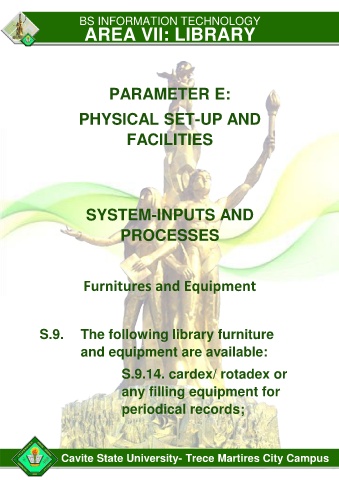 BS INFORMATION TECHNOLOGY
AREA VII: LIBRARY
PARAMETER E:
PHYSICAL SET-UP AND
FACILITIES
SYSTEM-INPUTS AND
PROCESSES
Furnitures and Equipment
S.9. The following library furniture
and equipment are available:
S.9.14. cardex/ rotadex or
any filling equipment for
periodical records;
Cavite State University- Trece Martires City Campus